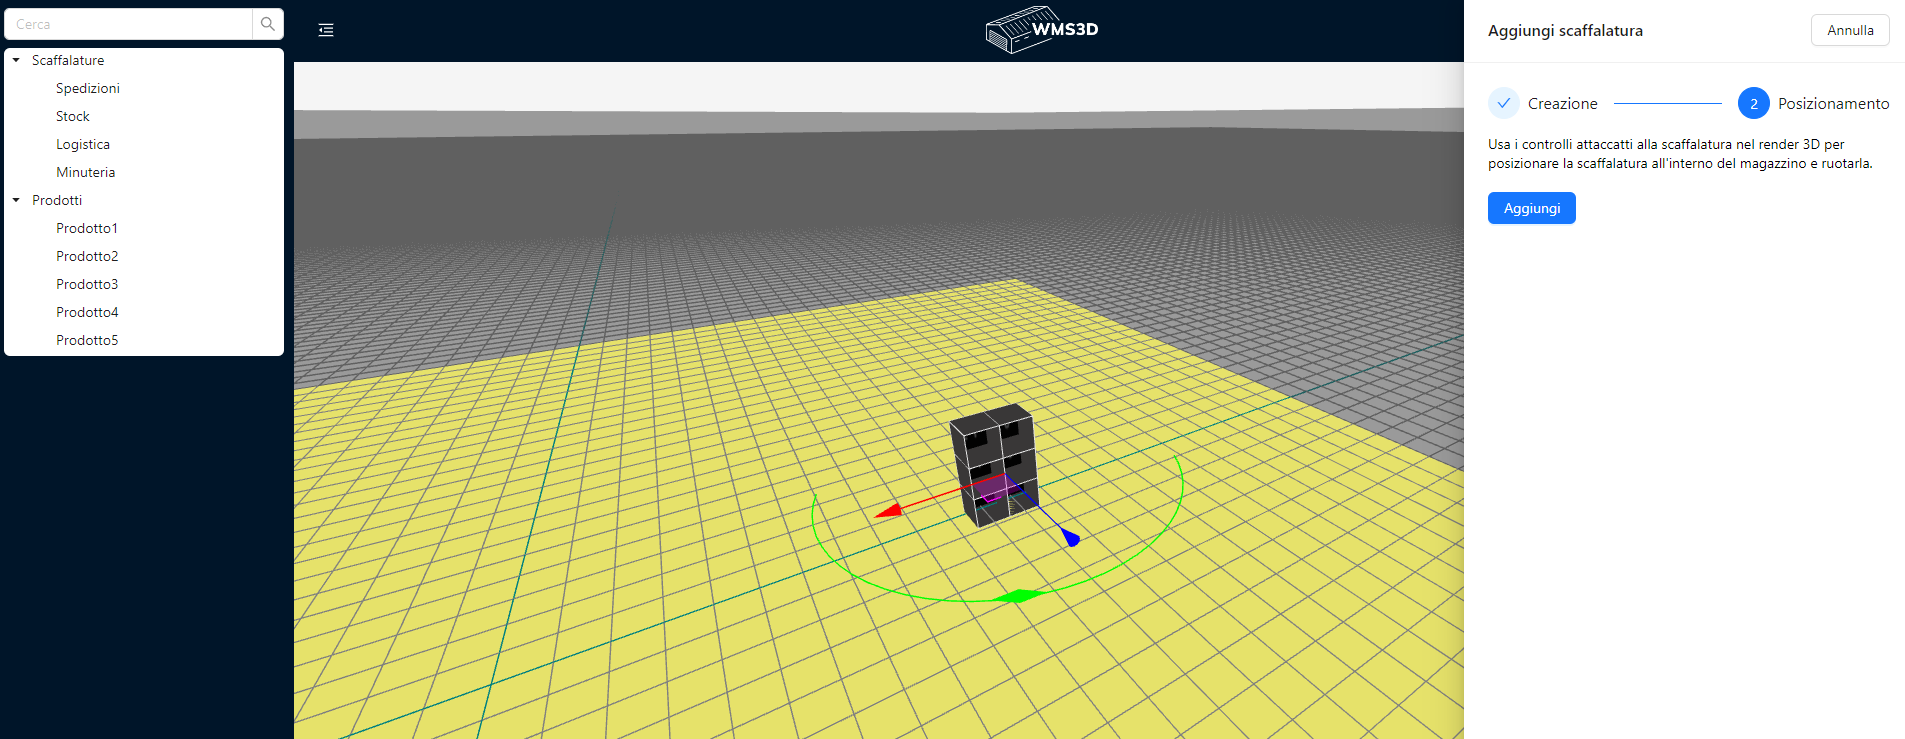 Cerca
Scaffalature
Spedizioni
Stock
Logistica
Minuteria
Prodotti
Prodotto1
Prodotto2
Prodotto3
Prodotto4
Prodotto5
WMS3D
Aggiungi scaffalatura
Annulla
Creazione
2 Posizionamento
Usa i controlli attaccatti alla scaffalatura nel render 3D per
posizionare la scaffalatura all'interno del magazzino e ruotarla.
Aggiungi